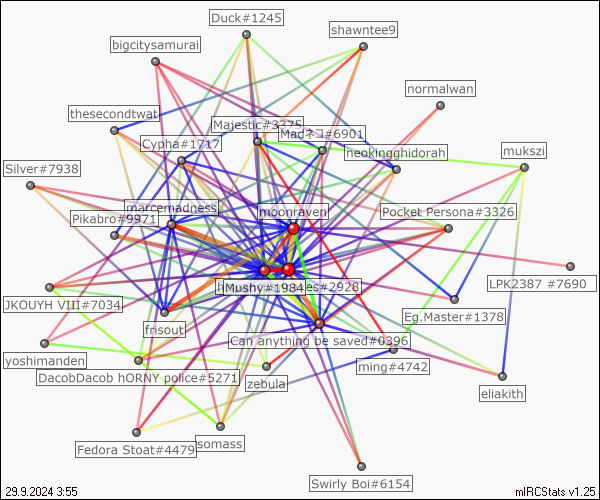 Duck#1245
shawntee9
bigcitysamurai
normalwan
thesecondtwat
Majestic#3375
Madネコ#6901
Cypha#1717
neokingghidorah
mukszi
Silver#7938
marcemadness
moonraven
Pocket Persona#3326
Pikabro#9971
LPK2387 #7690
Mushy#1984
es#2928
JKOUYH VIII#7034
Eg.Master#1378
frisout
Can anything be saved#0396
yoshimanden
ming#4742
DacobDacob hORNY police#5271
zebula
eliakith
somass
Fedora Stoat#4479
Swirly Boi#6154
29.9.2024 3:55
mIRCStats v1.25